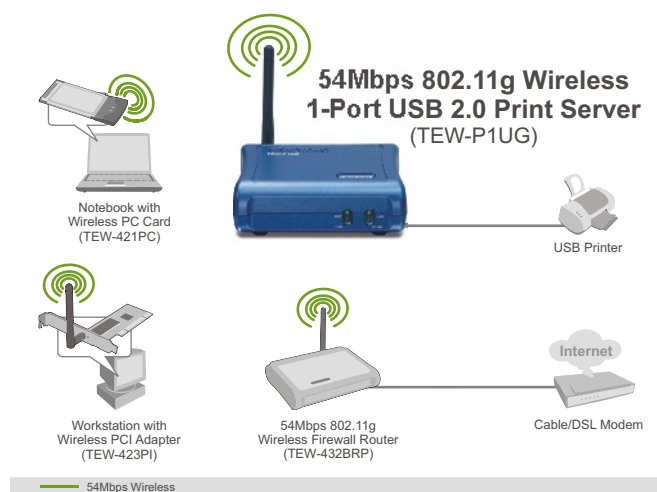 54Mbps 802.11g Wireless
1-Port USB 2.0 Print Server
(TEW-P1UG)
Notebook with
Wireless PC Card
(TEW-421PC)
USB Printer
Workstation with
Wireless PCI Adapter
(TEW-423PI)
54Mbps 802.11g
Wireless Firewall Router
(TEW-432BRP)
Internet
Cable/DSL Modem
54Mbps Wireless